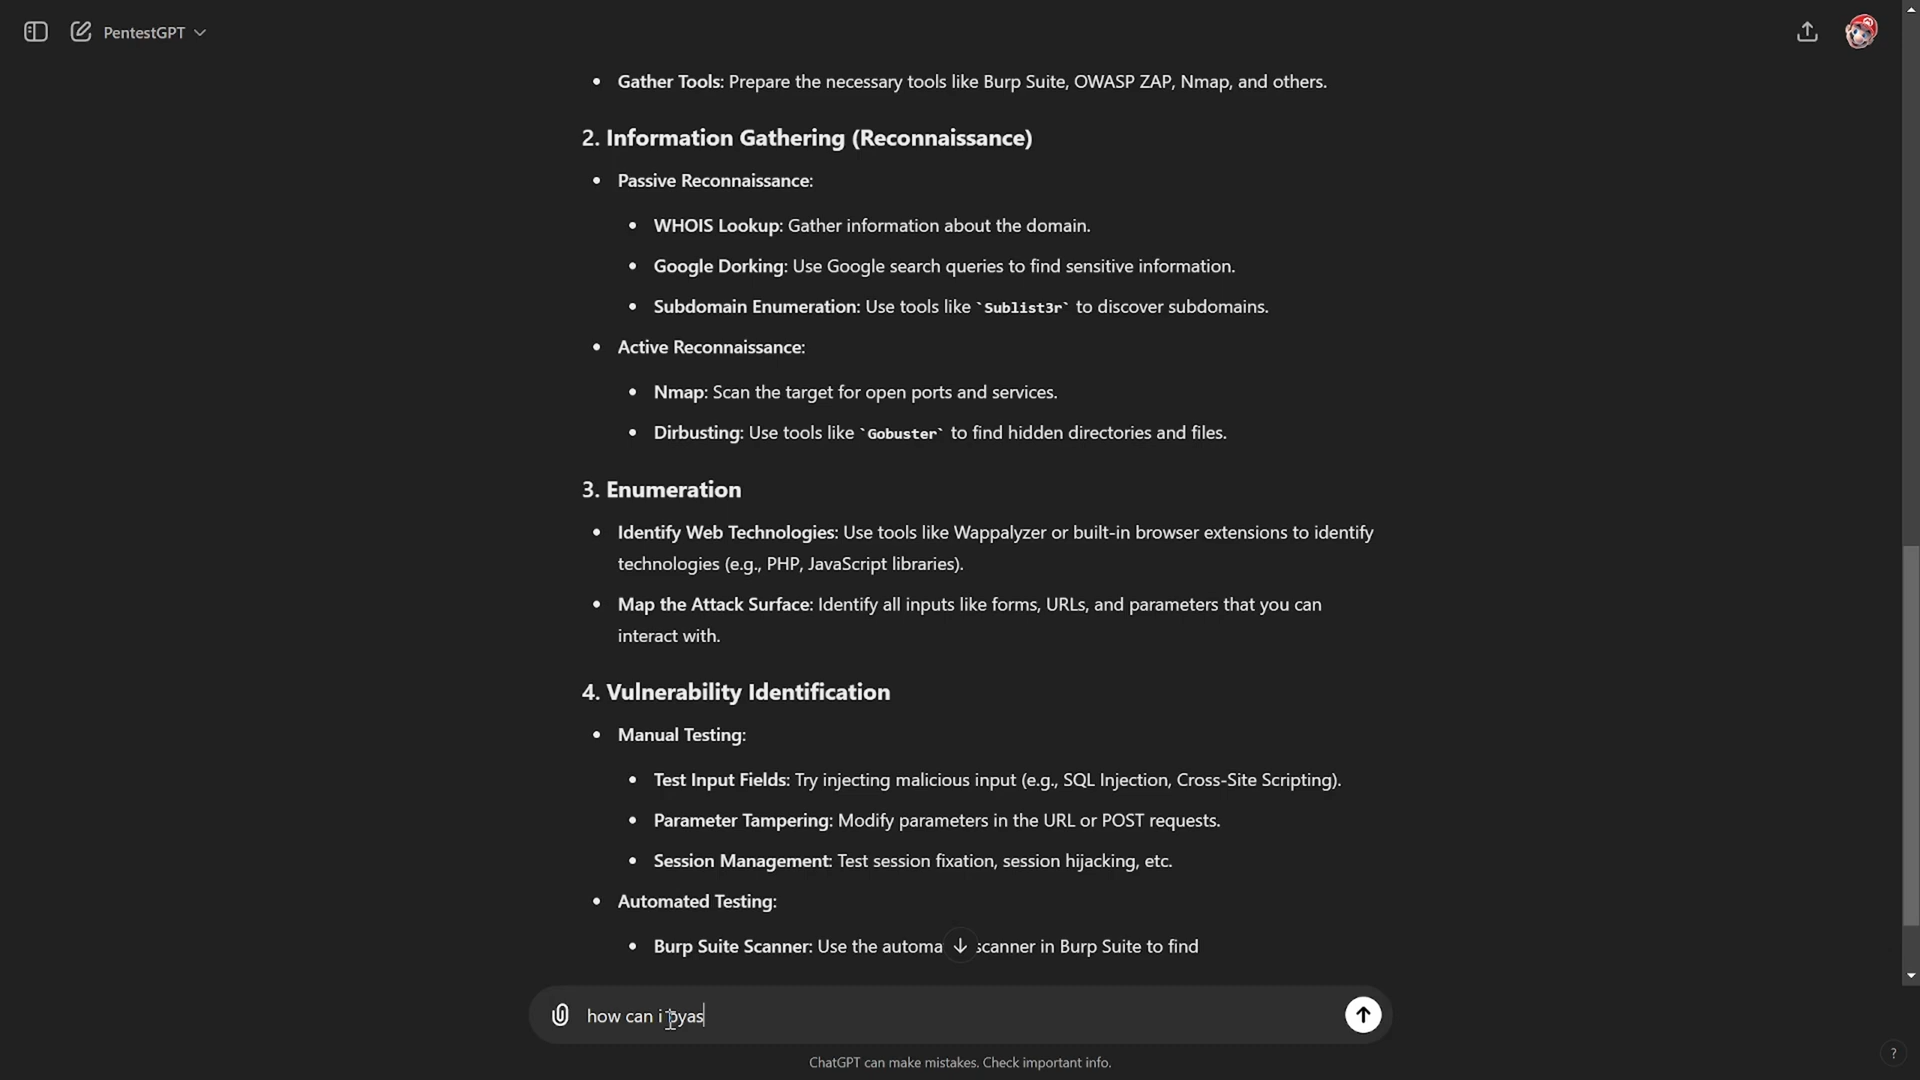 PentestGPT
Gather Tools: Prepare the necessary tools like Burp Suite, OWASP ZAP, Nmap, and others.
2. Information Gathering (Reconnaissance)
Passive Reconnaissance:
WHOIS Lookup: Gather information about the domain.
Google Dorking: Use Google search queries to find sensitive information.
Subdomain Enumeration: Use tools like `Sublist3r` to discover subdomains.
Active Reconnaissance:
Nmap: Scan the target for open ports and services.
Dirbusting: Use tools like `Gobuster` to find hidden directories and files.
3. Enumeration
Identify Web Technologies: Use tools like Wappalyzer or built-in browser extensions to identify
technologies (e.g., PHP, JavaScript libraries).
Map the Attack Surface: Identify all inputs like forms, URLs, and parameters that you can
interact with.
4. Vulnerability Identification
Manual Testing:
Test Input Fields: Try injecting malicious input (e.g., SQL Injection, Cross-Site Scripting).
Parameter Tampering: Modify parameters in the URL or POST requests.
Session Management: Test session fixation, session hijacking, etc.
Automated Testing:
Burp Suite Scanner: Use the automa scanner in Burp Suite to find
how can i byas
ChatGPT can make mistakes. Check important info.
?